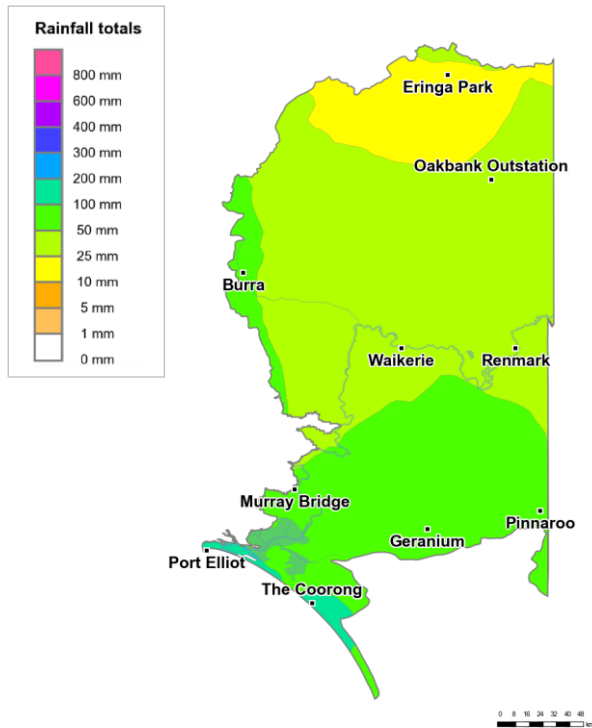 Rainfall totals
800 mm
600 mm
400 mm
300 mm
200 mm
100 mm
50 mm
25 mm
10 mm
5 mm
1 mm
0 mm
Eringa Park
Oakbank Outstation
Burra
Waikerie
Renmark
Murray Bridge
Pinnaroo
Geranium
Port Elliot
The Coorong
0 8 16 24 32 40 48
km